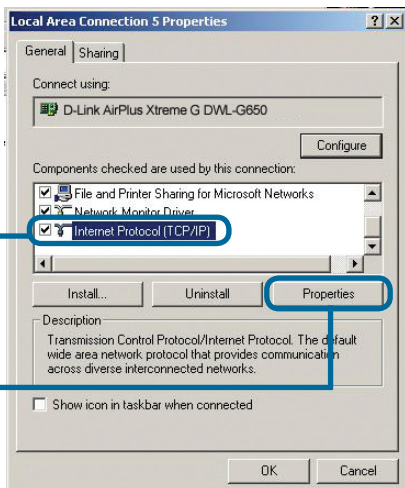 Local Area Connection 5 Properties
General Sharing
Connect using:
D-Link AirPlus Xtreme G DWL-G650
Configure
Components checked are used by this connection:
File and Printer Sharing for Microsoft Networks
Network Monitor Driver
Internet Protocol (TCP/IP)
Install... Uninstall Properties
Description
Transmission Control Protocol/Internet Protocol. The default
wide area network protocol that provides communication
across diverse interconnected networks.
Show icon in taskbar when connected
OK Cancel